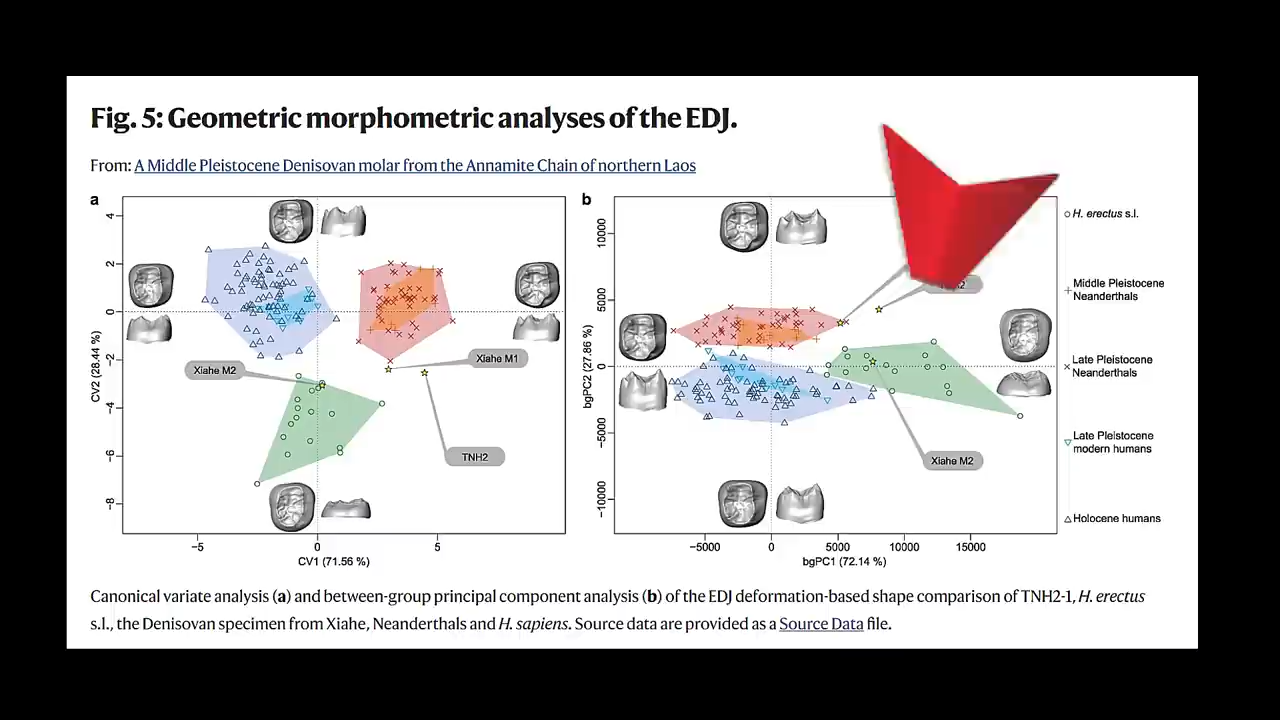 Fig. 5: Geometric morphometric analyses of the EDJ.
From: A Middle Pleistocene Denisovan molar from the Annamite Chain of northern Laos
a
4
2
0
−2
−4
−6
−8
CV2 (28.44 %)
Xiahe M2
Xiahe M1
TNH2
−5
0
5
CV1 (71.56 %)
b
10000
5000
0
−5000
−10000
bgPC2 (27.86 %)
Xiahe M2
−5000
0
5000
10000
15000
bgPC1 (72.14 %)
H. erectus s.l.
Middle Pleistocene
Neanderthals
Late Pleistocene
Neanderthals
Late Pleistocene
modern humans
Holocene humans
Canonical variate analysis (a) and between-group principal component analysis (b) of the EDJ deformation-based shape comparison of TNH2-1, H. erectus
s.l., the Denisovan specimen from Xiahe, Neanderthals and H. sapiens. Source data are provided as a Source Data file.